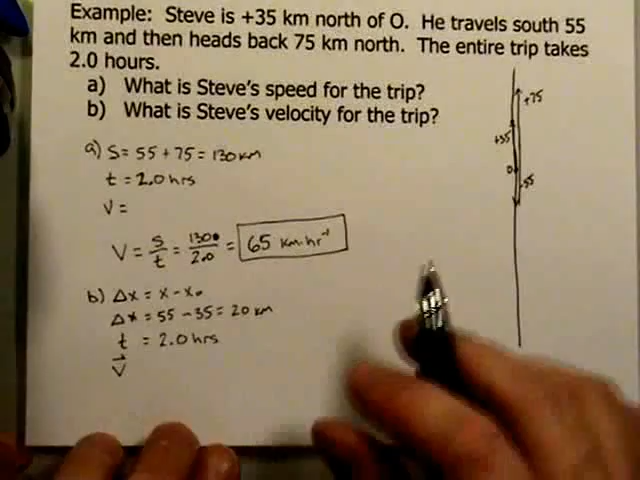 Example: Steve is +35 km north of O. He travels south 55
km and then heads back 75 km north. The entire trip takes
2.0 hours.
a) What is Steve's speed for the trip?
b) What is Steve's velocity for the trip?
a) S = 55 + 75 = 130 km
t = 2.0 hrs
V =
V = s/t = 130/2.0 = 65 km·hr⁻¹
b) Δx = x - x₀
Δx = 55 - 35 = 20 km
t = 2.0 hrs
V⃗
+75
+35
0
-55